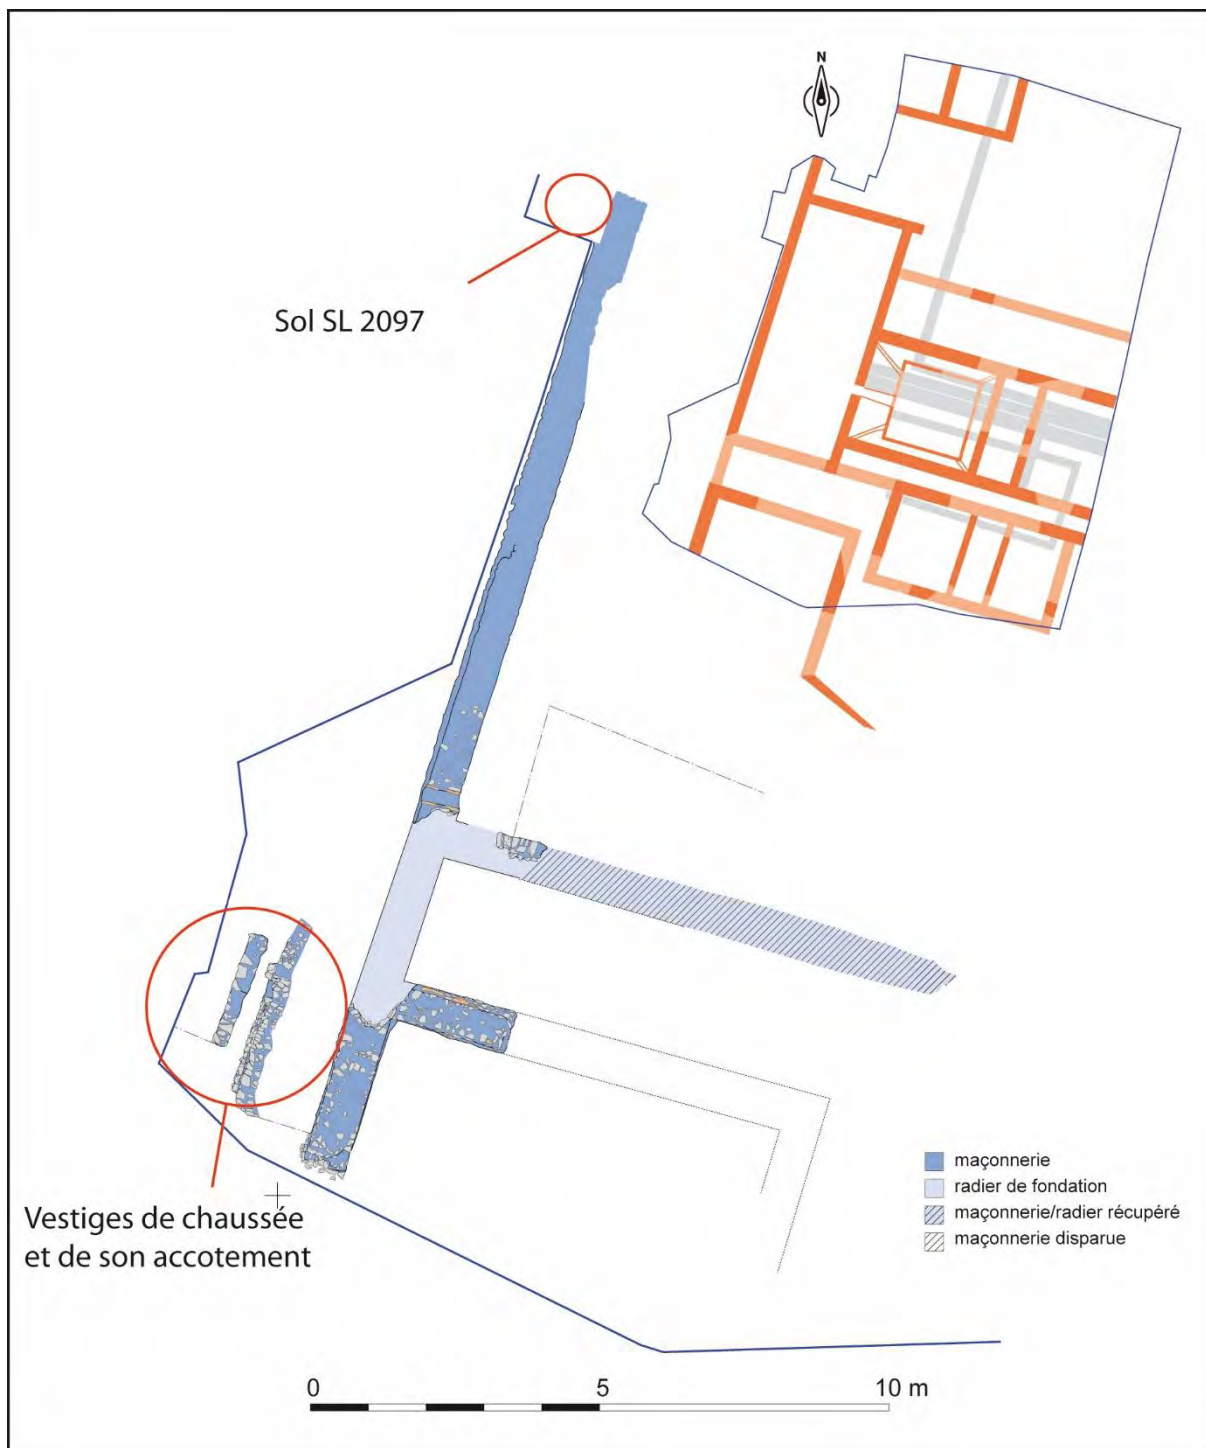 N
Sol SL 2097
maçonnerie
radier de fondation
maçonnerie/radier récupéré
maçonnerie disparue
Vestiges de chaussée
et de son accotement
0 5 10 m